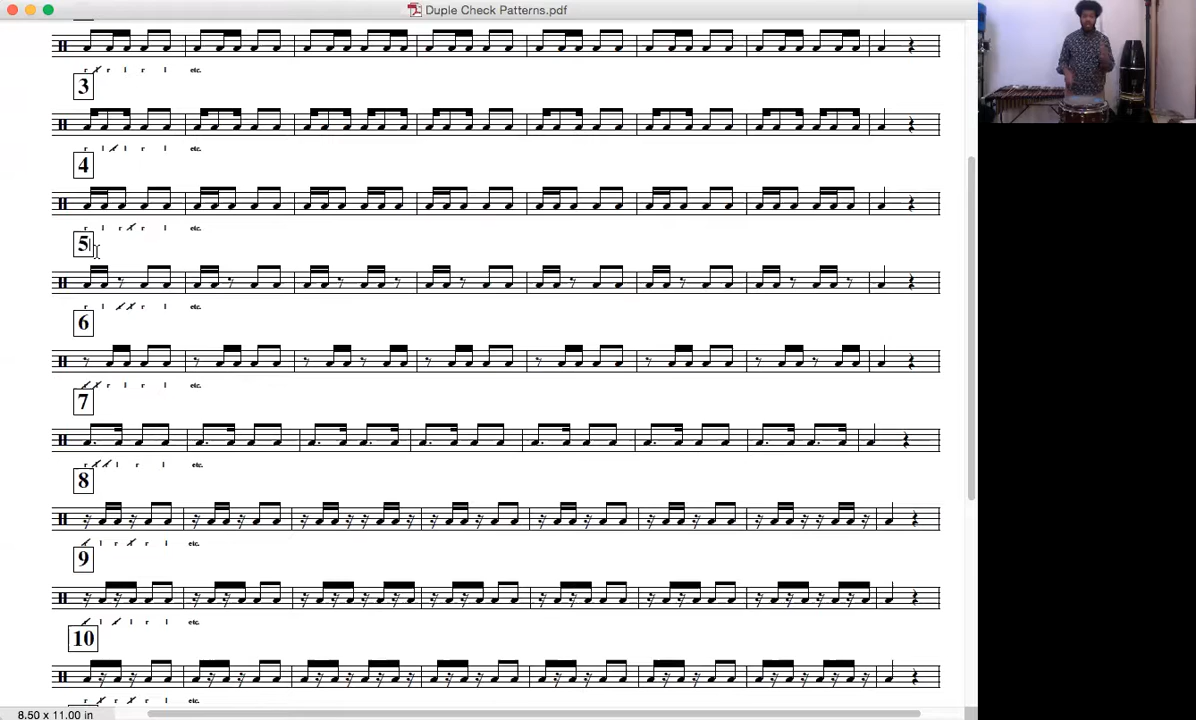 Duple Check Patterns.pdf
r l r l r l etc.
3
r l l r l etc.
4
r l r l r l etc.
5
r l r l r l etc.
6
r l r l r l etc.
7
r l r l r l etc.
8
r l r l r l etc.
9
r l r l r l etc.
10
r l r l r l
8.50 x 11.00 in